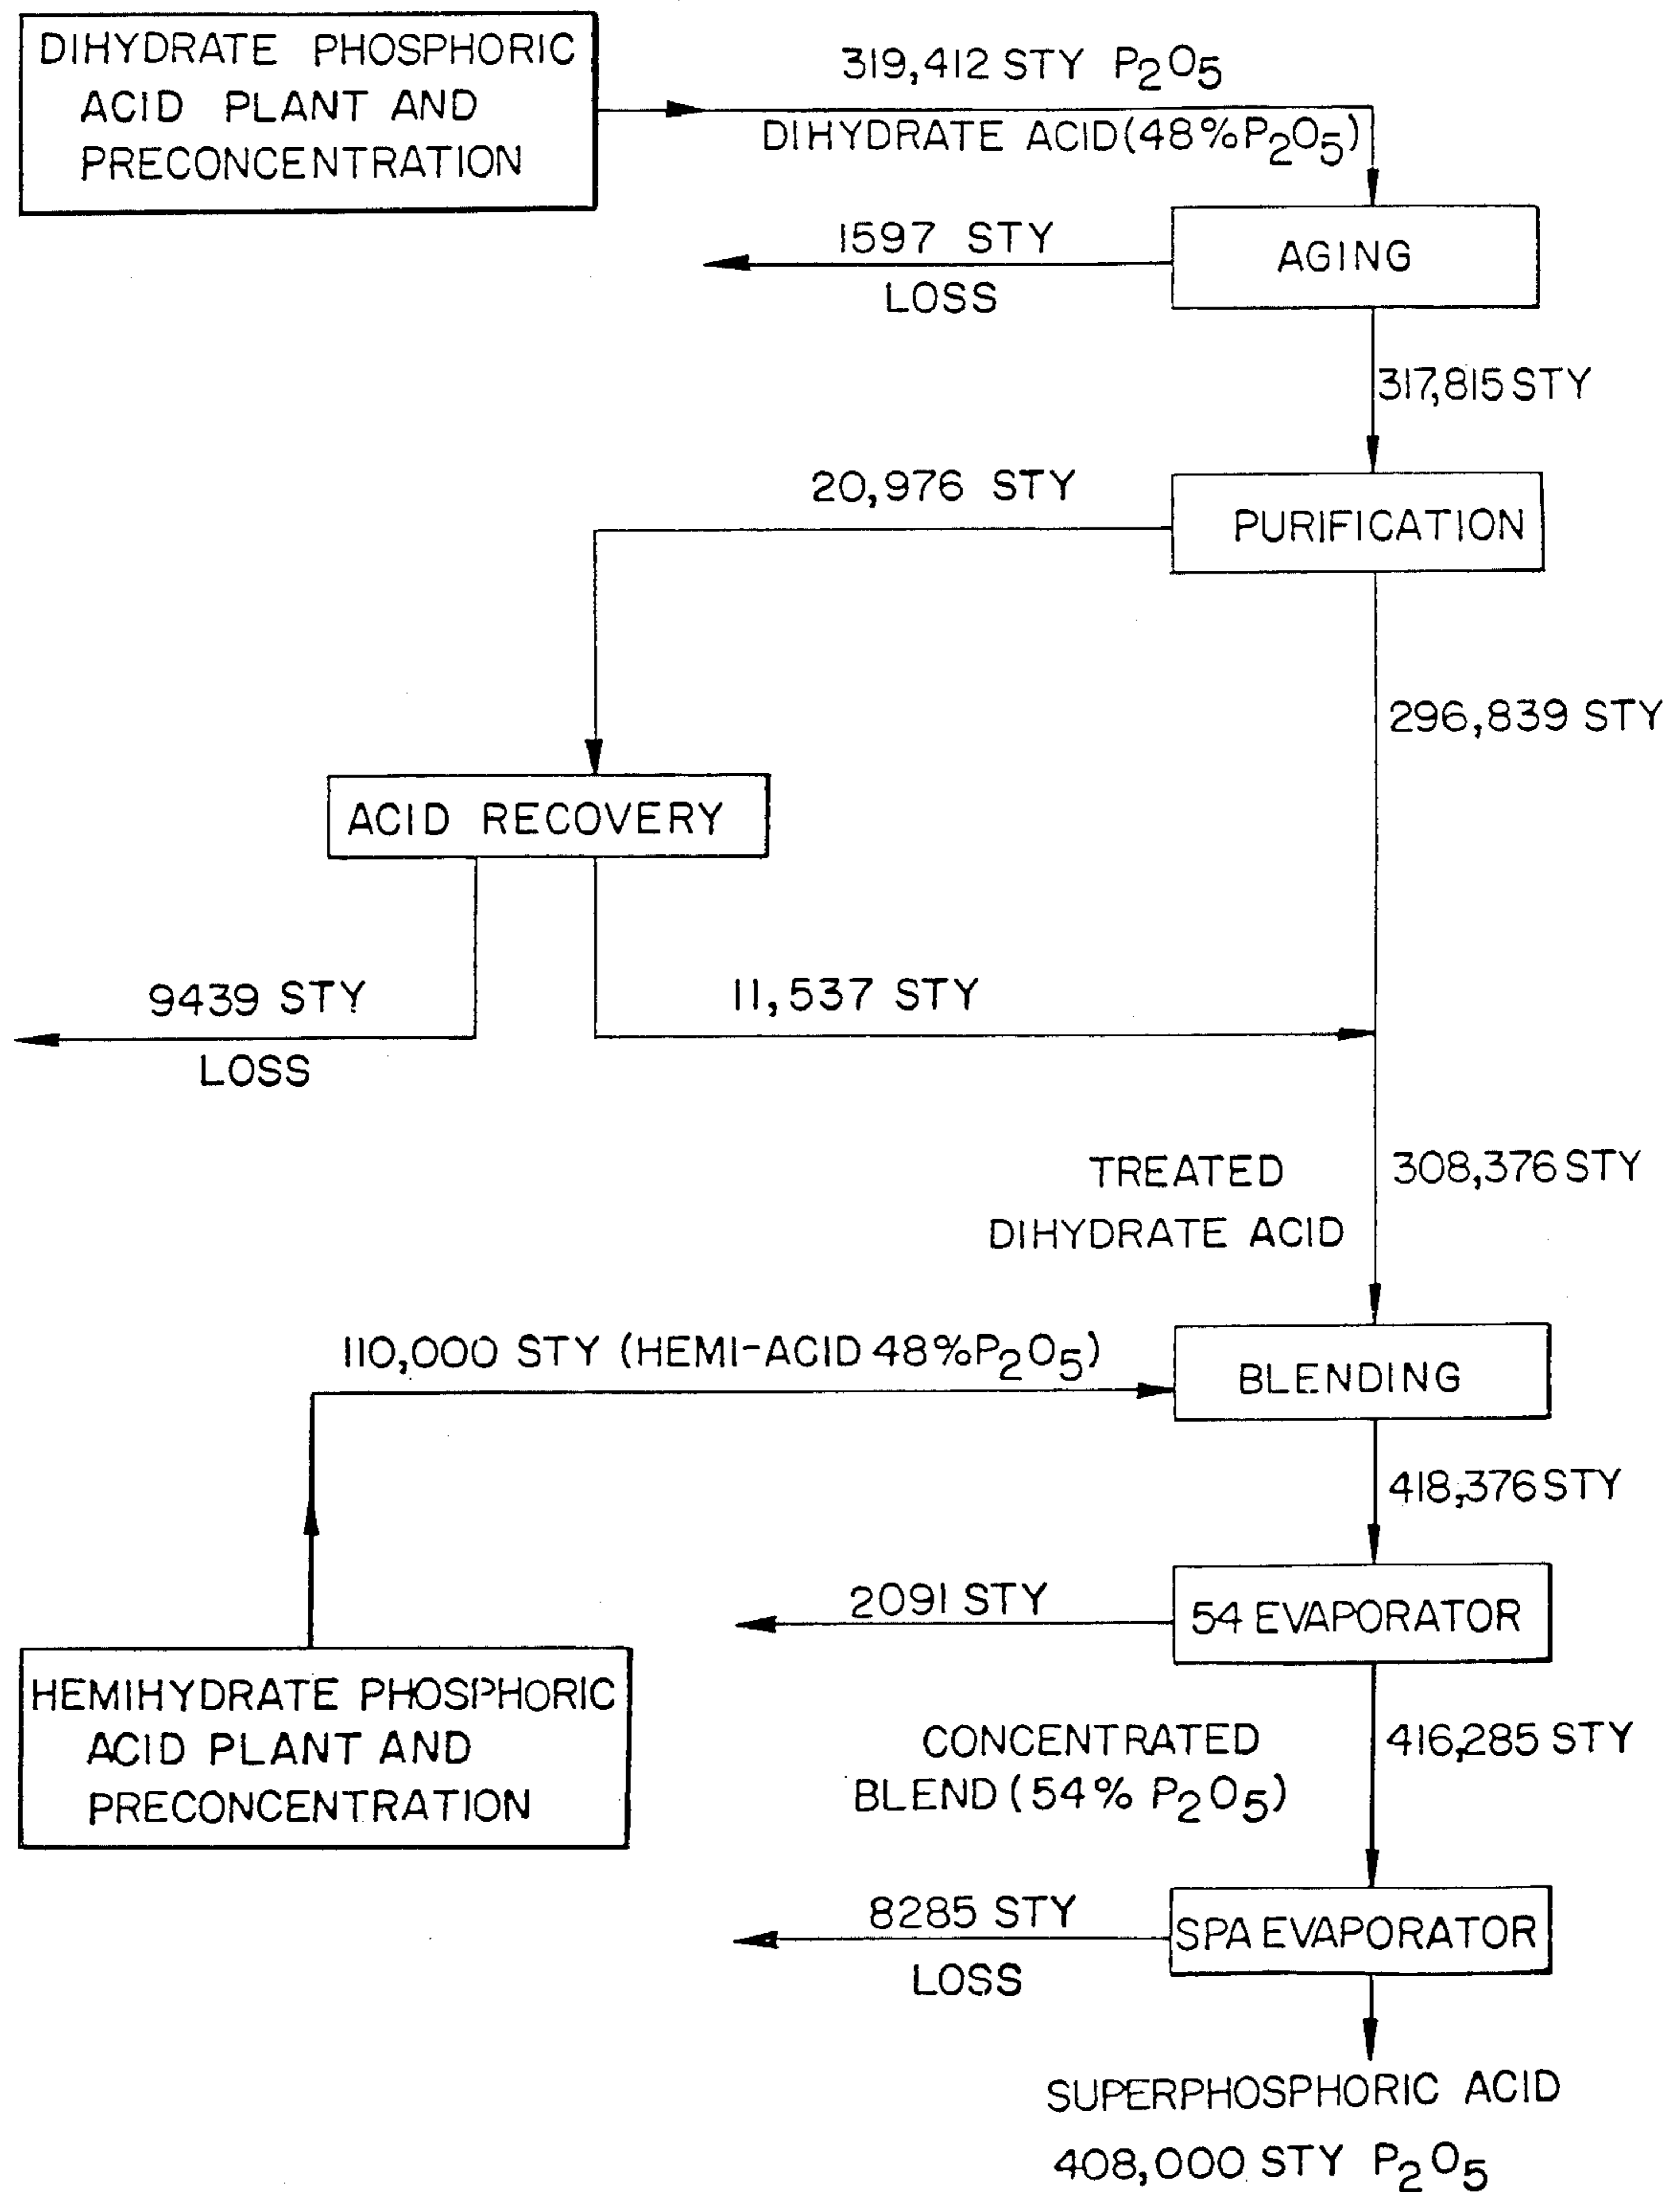 DIHYDRATE PHOSPHORIC
ACID PLANT AND
PRECONCENTRATION
319,412 STY P2O5
DIHYDRATE ACID(48%P2O5)
1597 STY
LOSS
AGING
317,815 STY
20,976 STY
PURIFICATION
296,839 STY
ACID RECOVERY
9439 STY
LOSS
11,537 STY
TREATED
DIHYDRATE ACID
308,376 STY
110,000 STY (HEMI-ACID 48%P2O5)
BLENDING
418,376 STY
2091 STY
54 EVAPORATOR
HEMIHYDRATE PHOSPHORIC
ACID PLANT AND
PRECONCENTRATION
CONCENTRATED
BLEND (54% P2O5)
416,285 STY
8285 STY
LOSS
SPA EVAPORATOR
SUPERPHOSPHORIC ACID
408,000 STY P2O5